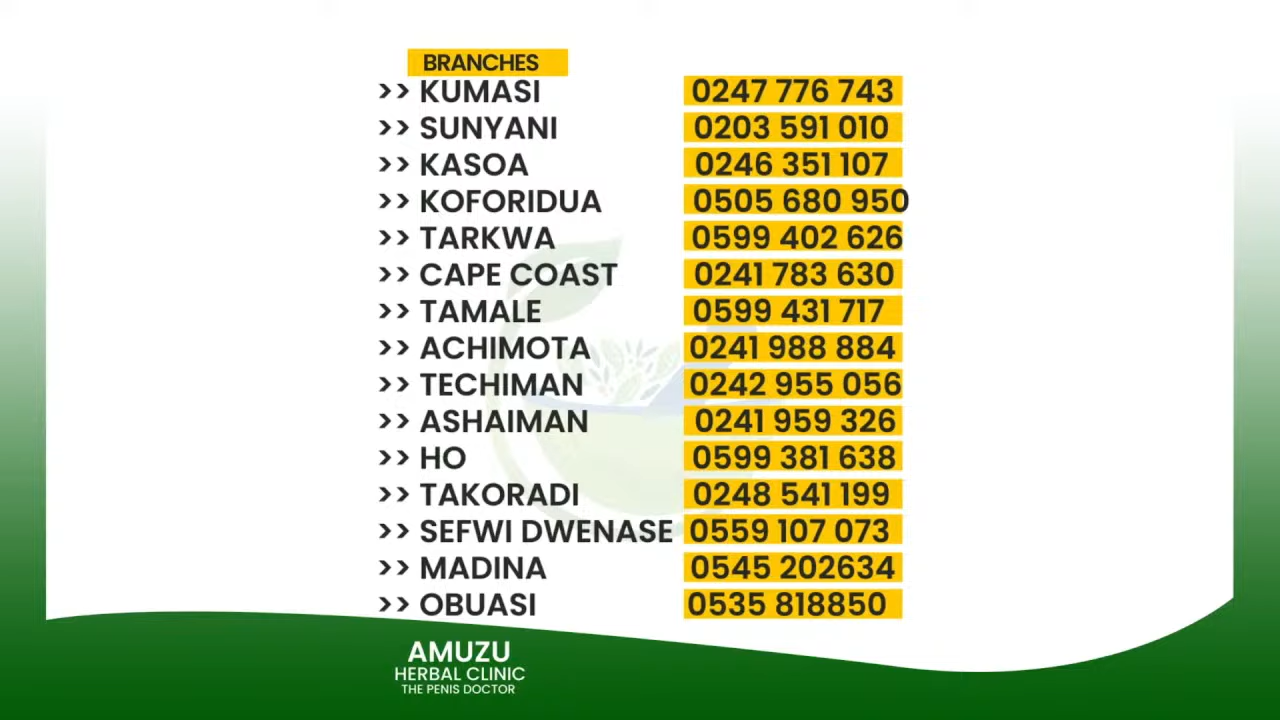 BRANCHES
>> KUMASI 0247 776 743
>> SUNYANI 0203 591 010
>> KASOA 0246 351 107
>> KOFORIDUA 0505 680 950
>> TARKWA 0599 402 626
>> CAPE COAST 0241 783 630
>> TAMALE 0599 431 717
>> ACHIMOTA 0241 988 884
>> TECHIMAN 0242 955 056
>> ASHAIMAN 0241 959 326
>> HO 0599 381 638
>> TAKORADI 0248 541 199
>> SEFWI DWENASE 0559 107 073
>> MADINA 0545 202634
>> OBUASI 0535 818850
AMUZU
HERBAL CLINIC
THE PENIS DOCTOR